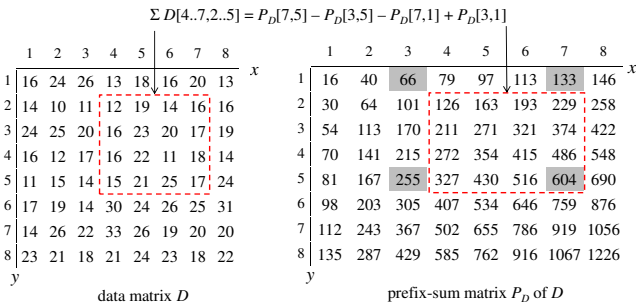 Σ D[4..7,2..5] = P_D[7,5] – P_D[3,5] – P_D[7,1] + P_D[3,1]
1 2 3 4 5 6 7 8 x
1 16 24 26 13 18 16 20 13
2 14 10 11 12 19 14 16 16
3 24 25 20 16 23 20 17 19
4 16 12 17 16 22 11 18 14
5 11 15 14 15 21 25 17 24
6 17 19 14 30 24 26 25 31
7 14 26 22 33 26 19 20 20
8 23 21 18 21 24 23 18 22
y
data matrix D
1 2 3 4 5 6 7 8 x
1 16 40 66 79 97 113 133 146
2 30 64 101 126 163 193 229 258
3 54 113 170 211 271 321 374 422
4 70 141 215 272 354 415 486 548
5 81 167 255 327 430 516 604 690
6 98 203 305 407 534 646 759 876
7 112 243 367 502 655 786 919 1056
8 135 287 429 585 762 916 1067 1226
y
prefix-sum matrix P_D of D